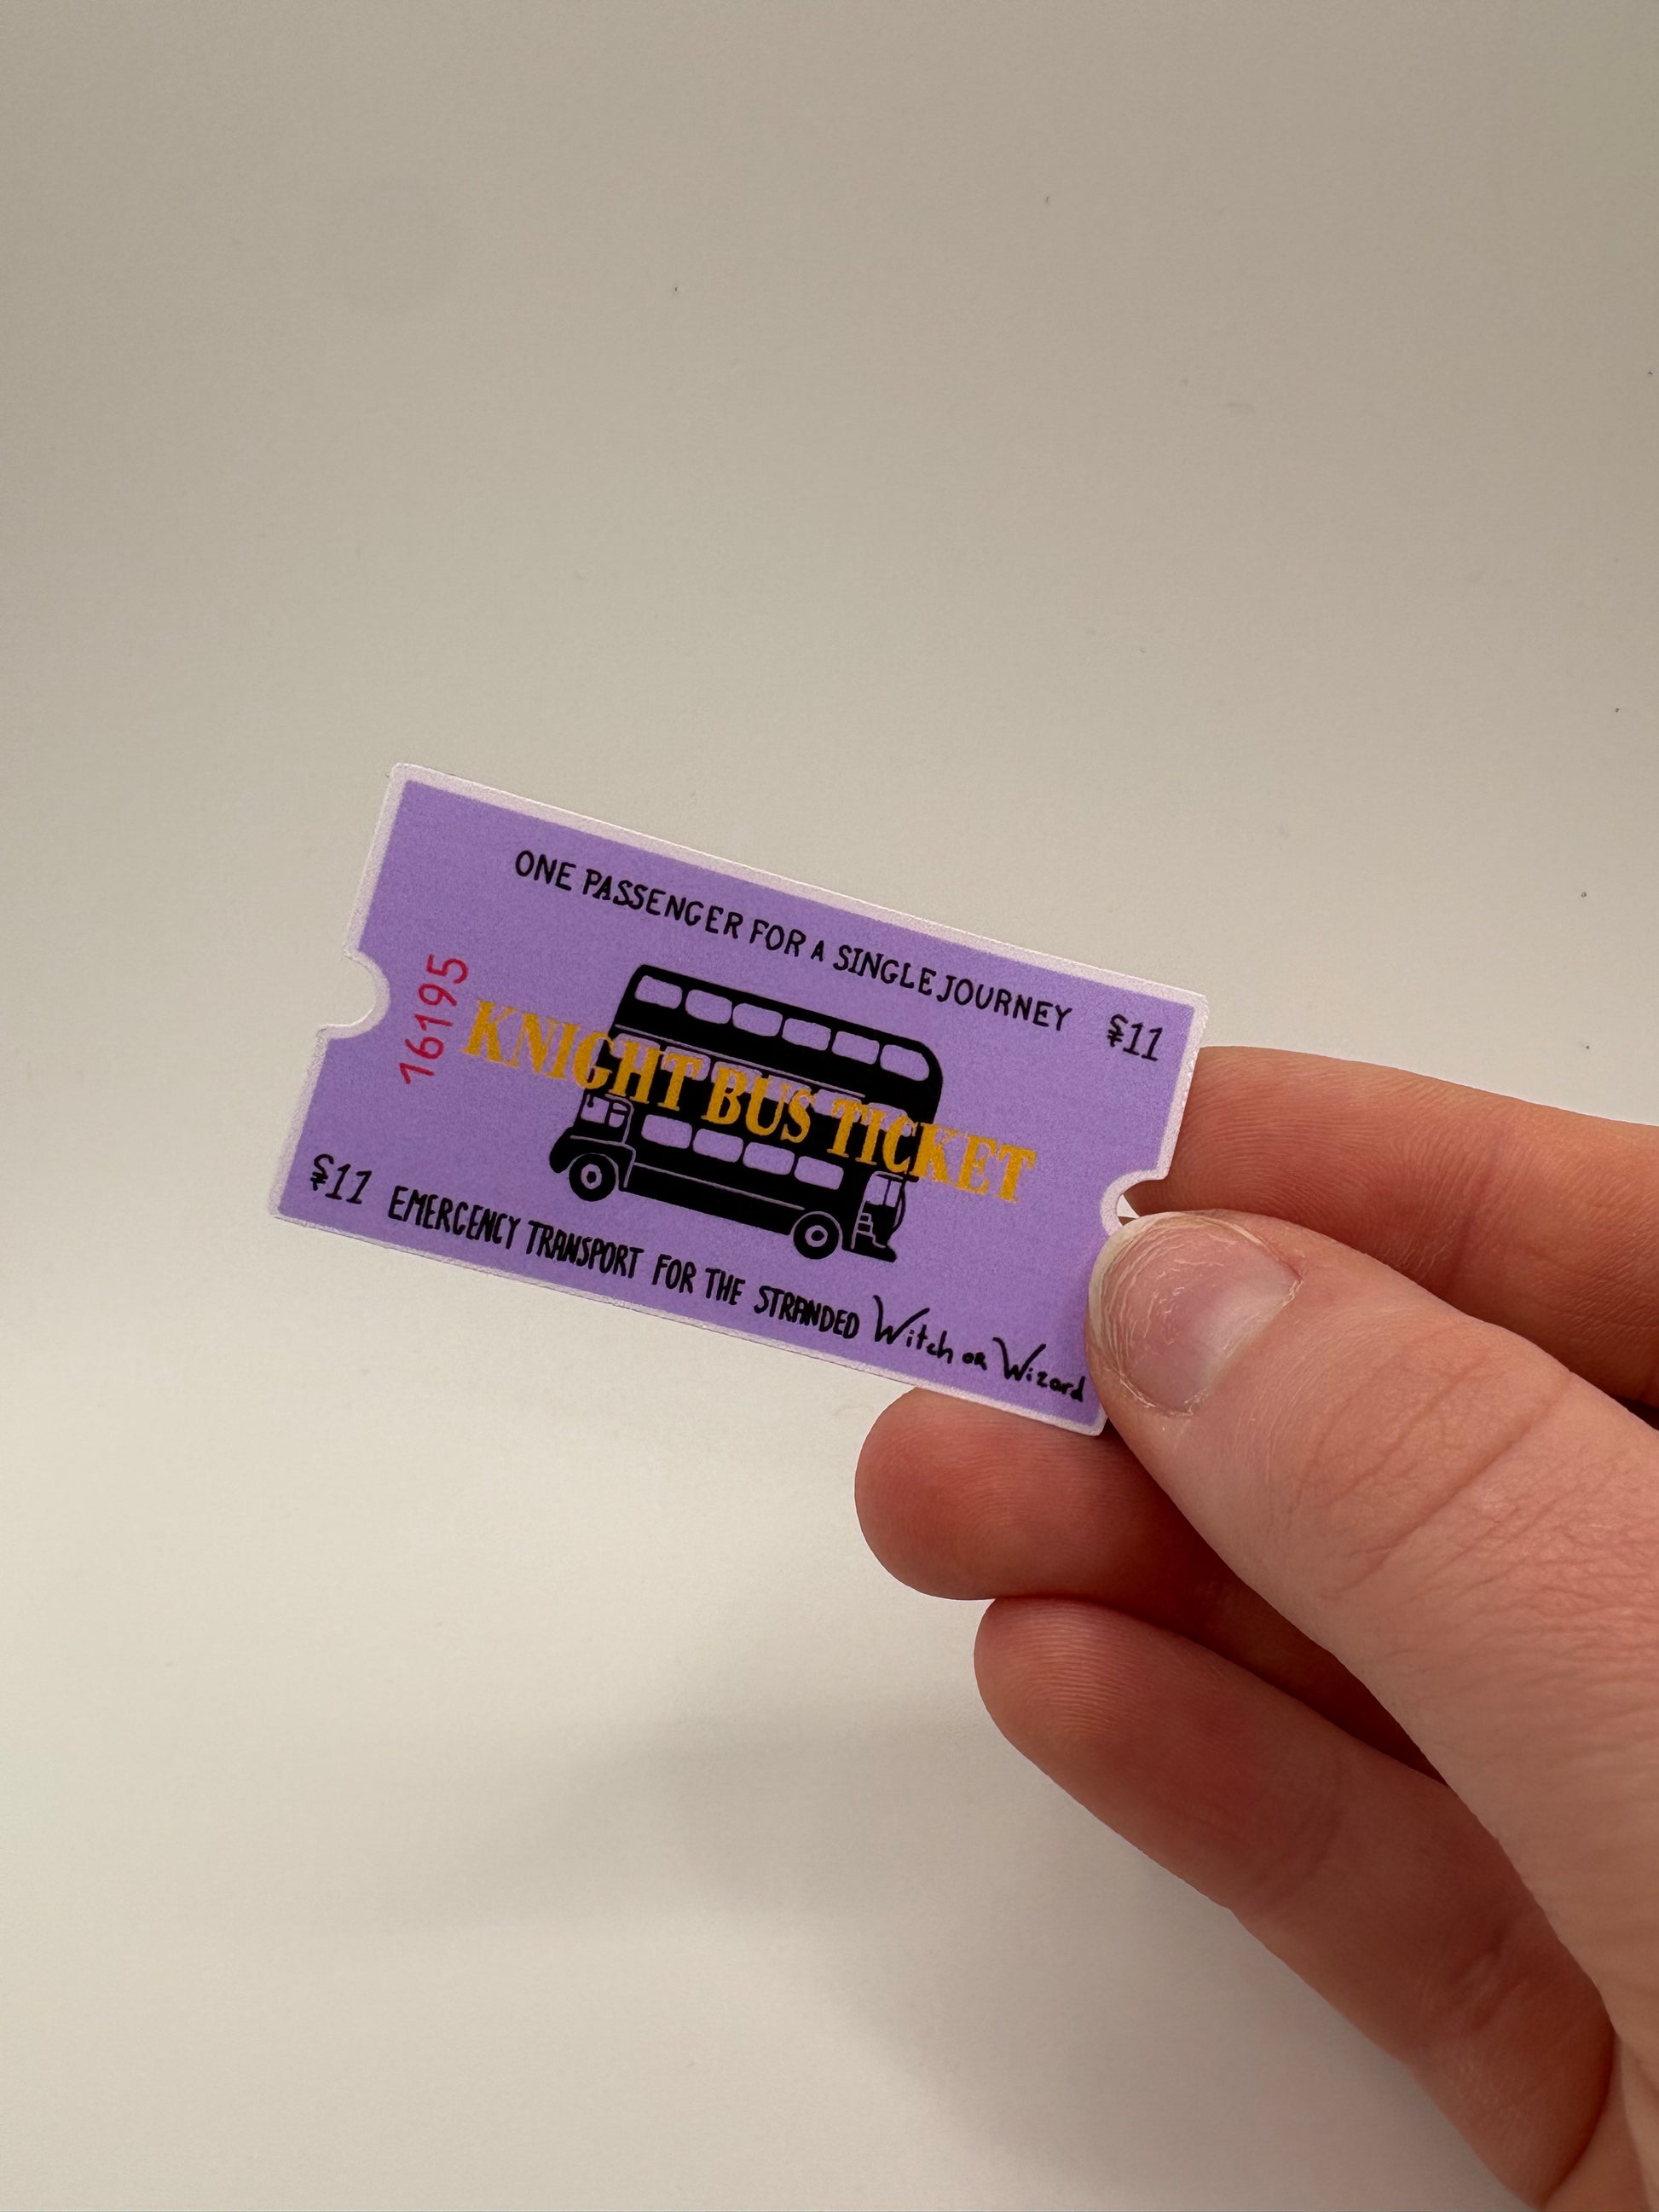 ONE PASSENGER FOR A SINGLE JOURNEY
$11
16195
KNIGHT BUS TICKET
$11
EMERGENCY TRANSPORT FOR THE STRANDED Witch or Wizard